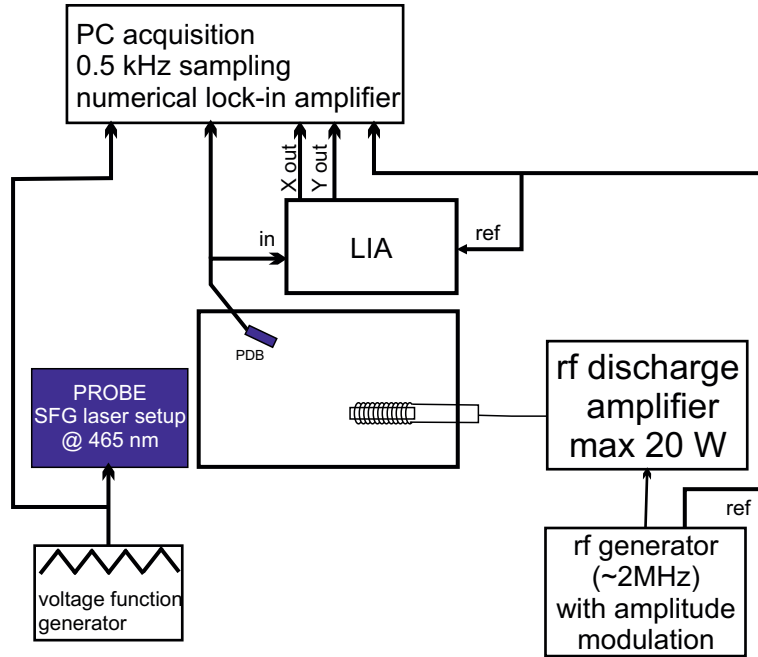 PC acquisition
0.5 kHz sampling
numerical lock-in amplifier
X out
Y out
in
LIA
ref
PDB
PROBE
SFG laser setup
@ 465 nm
rf discharge
amplifier
max 20 W
ref
voltage function
generator
rf generator
(~2MHz)
with amplitude
modulation